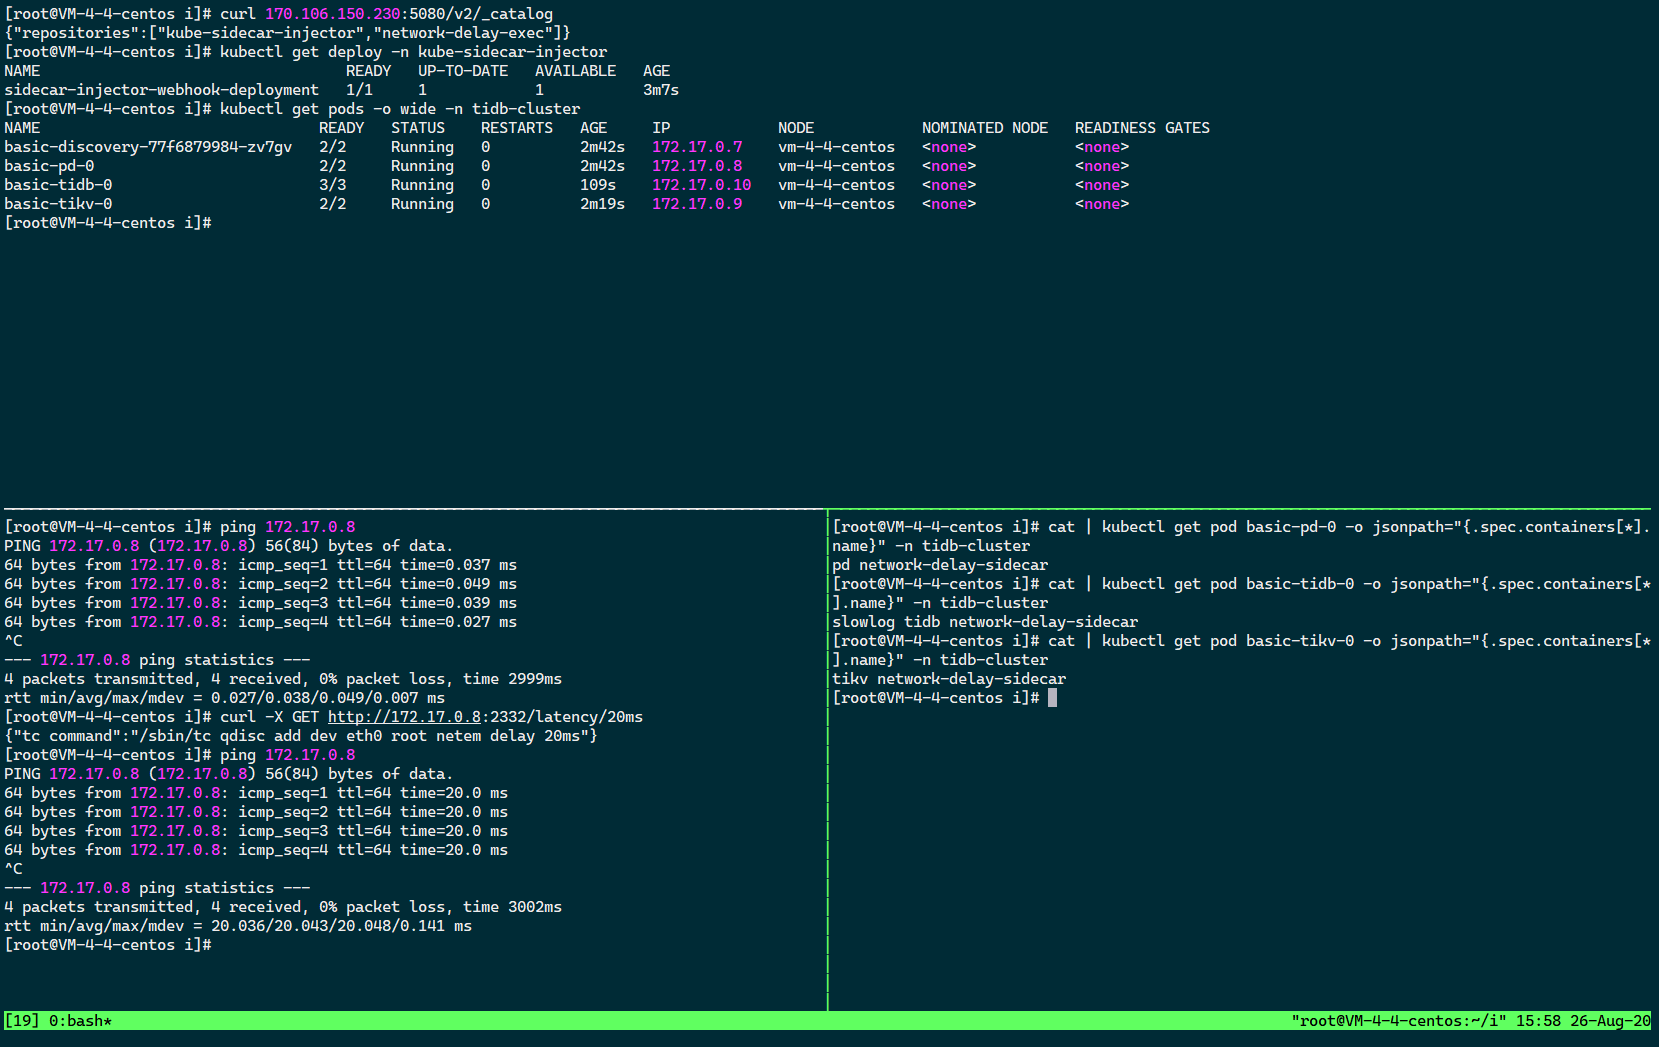 [root@VM-4-4-centos i]# curl 170.106.150.230:5080/v2/_catalog
{"repositories":["kube-sidecar-injector","network-delay-exec"]}
[root@VM-4-4-centos i]# kubectl get deploy -n kube-sidecar-injector
NAME                                  READY   UP-TO-DATE   AVAILABLE   AGE
sidecar-injector-webhook-deployment   1/1     1            1           3m7s
[root@VM-4-4-centos i]# kubectl get pods -o wide -n tidb-cluster
NAME                               READY   STATUS    RESTARTS   AGE     IP            NODE            NOMINATED NODE   READINESS GATES
basic-discovery-77f6879984-zv7gv   2/2     Running   0          2m42s   172.17.0.7    vm-4-4-centos   <none>           <none>
basic-pd-0                         2/2     Running   0          2m42s   172.17.0.8    vm-4-4-centos   <none>           <none>
basic-tidb-0                       3/3     Running   0          109s    172.17.0.10   vm-4-4-centos   <none>           <none>
basic-tikv-0                       2/2     Running   0          2m19s   172.17.0.9    vm-4-4-centos   <none>           <none>
[root@VM-4-4-centos i]#
[root@VM-4-4-centos i]# ping 172.17.0.8
PING 172.17.0.8 (172.17.0.8) 56(84) bytes of data.
64 bytes from 172.17.0.8: icmp_seq=1 ttl=64 time=0.037 ms
64 bytes from 172.17.0.8: icmp_seq=2 ttl=64 time=0.049 ms
64 bytes from 172.17.0.8: icmp_seq=3 ttl=64 time=0.039 ms
64 bytes from 172.17.0.8: icmp_seq=4 ttl=64 time=0.027 ms
^C
--- 172.17.0.8 ping statistics ---
4 packets transmitted, 4 received, 0% packet loss, time 2999ms
rtt min/avg/max/mdev = 0.027/0.038/0.049/0.007 ms
[root@VM-4-4-centos i]# curl -X GET http://172.17.0.8:2332/latency/20ms
{"tc command":"/sbin/tc qdisc add dev eth0 root netem delay 20ms"}
[root@VM-4-4-centos i]# ping 172.17.0.8
PING 172.17.0.8 (172.17.0.8) 56(84) bytes of data.
64 bytes from 172.17.0.8: icmp_seq=1 ttl=64 time=20.0 ms
64 bytes from 172.17.0.8: icmp_seq=2 ttl=64 time=20.0 ms
64 bytes from 172.17.0.8: icmp_seq=3 ttl=64 time=20.0 ms
64 bytes from 172.17.0.8: icmp_seq=4 ttl=64 time=20.0 ms
^C
--- 172.17.0.8 ping statistics ---
4 packets transmitted, 4 received, 0% packet loss, time 3002ms
rtt min/avg/max/mdev = 20.036/20.043/20.048/0.141 ms
[root@VM-4-4-centos i]#
[root@VM-4-4-centos i]# cat | kubectl get pod basic-pd-0 -o jsonpath="{.spec.containers[*].
name}" -n tidb-cluster
pd network-delay-sidecar
[root@VM-4-4-centos i]# cat | kubectl get pod basic-tidb-0 -o jsonpath="{.spec.containers[*
].name}" -n tidb-cluster
slowlog tidb network-delay-sidecar
[root@VM-4-4-centos i]# cat | kubectl get pod basic-tikv-0 -o jsonpath="{.spec.containers[*
].name}" -n tidb-cluster
tikv network-delay-sidecar
[root@VM-4-4-centos i]#
[19] 0:bash* "root@VM-4-4-centos:~/i" 15:58 26-Aug-20